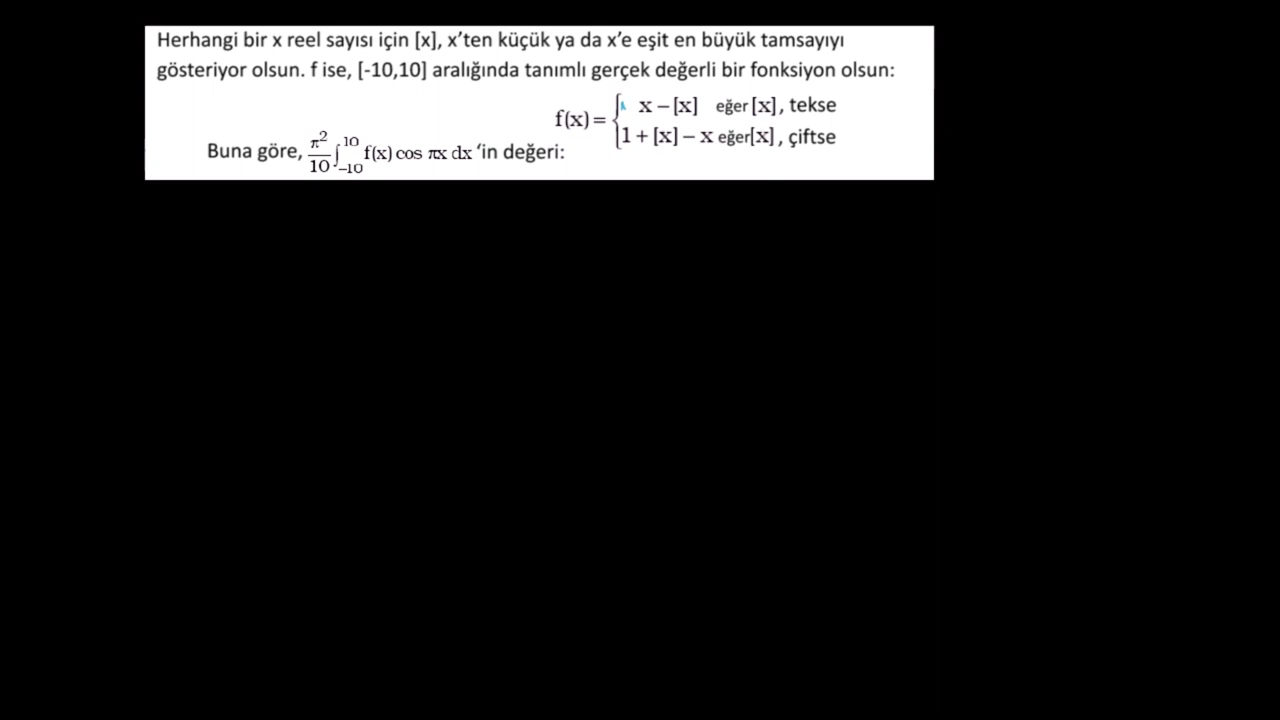 Herhangi bir x reel sayısı için [x], x'ten küçük ya da x'e eşit en büyük tamsayıyı
gösteriyor olsun. f ise, [-10,10] aralığında tanımlı gerçek değerli bir fonksiyon olsun:
f(x) = { x – [x] eğer [x], tekse
1 + [x] – x eğer[x], çiftse
Buna göre, π²/10 ∫₋₁₀¹⁰ f(x) cos πx dx 'in değeri: